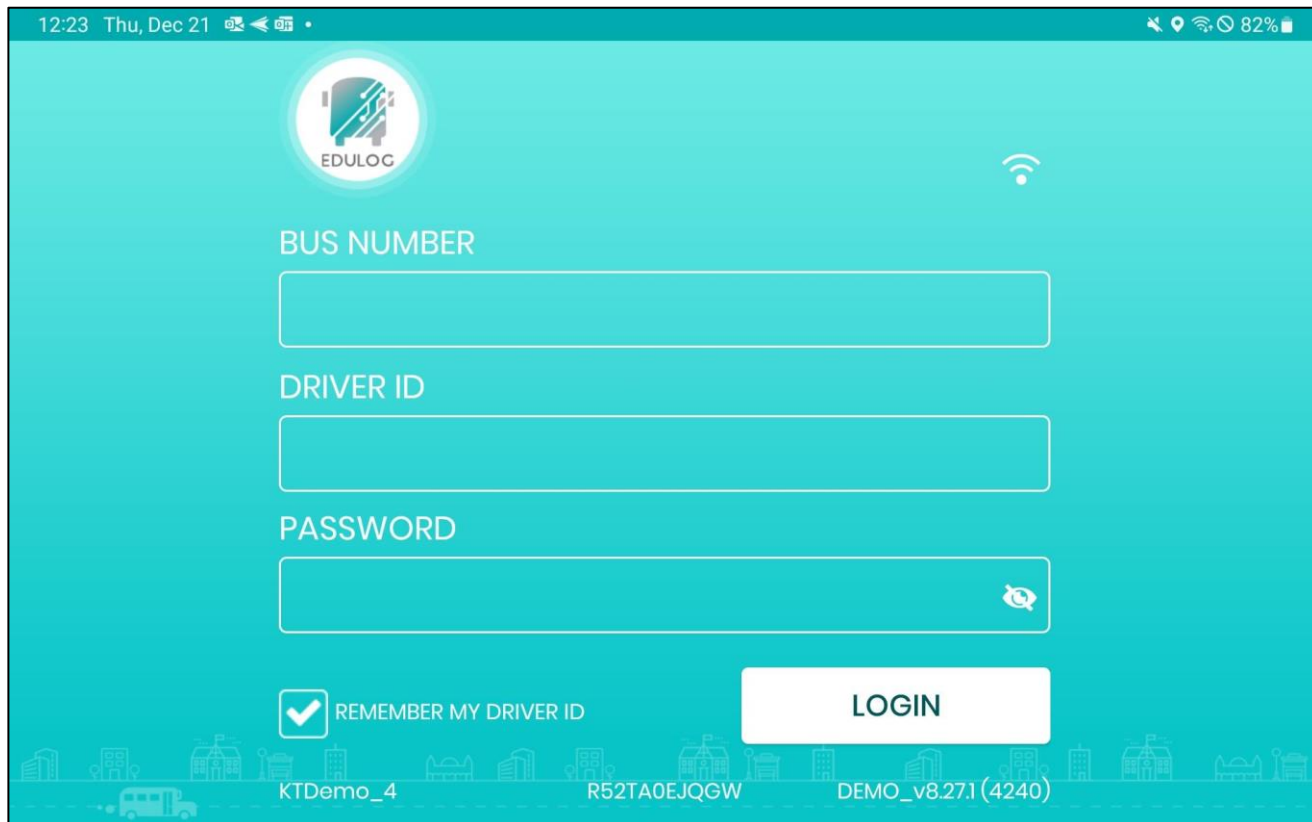 12:23 Thu, Dec 21
82%
EDULOG
BUS NUMBER
DRIVER ID
PASSWORD
REMEMBER MY DRIVER ID
LOGIN
KTDemo_4 R52TA0EJQGW DEMO_v8.27.1 (4240)